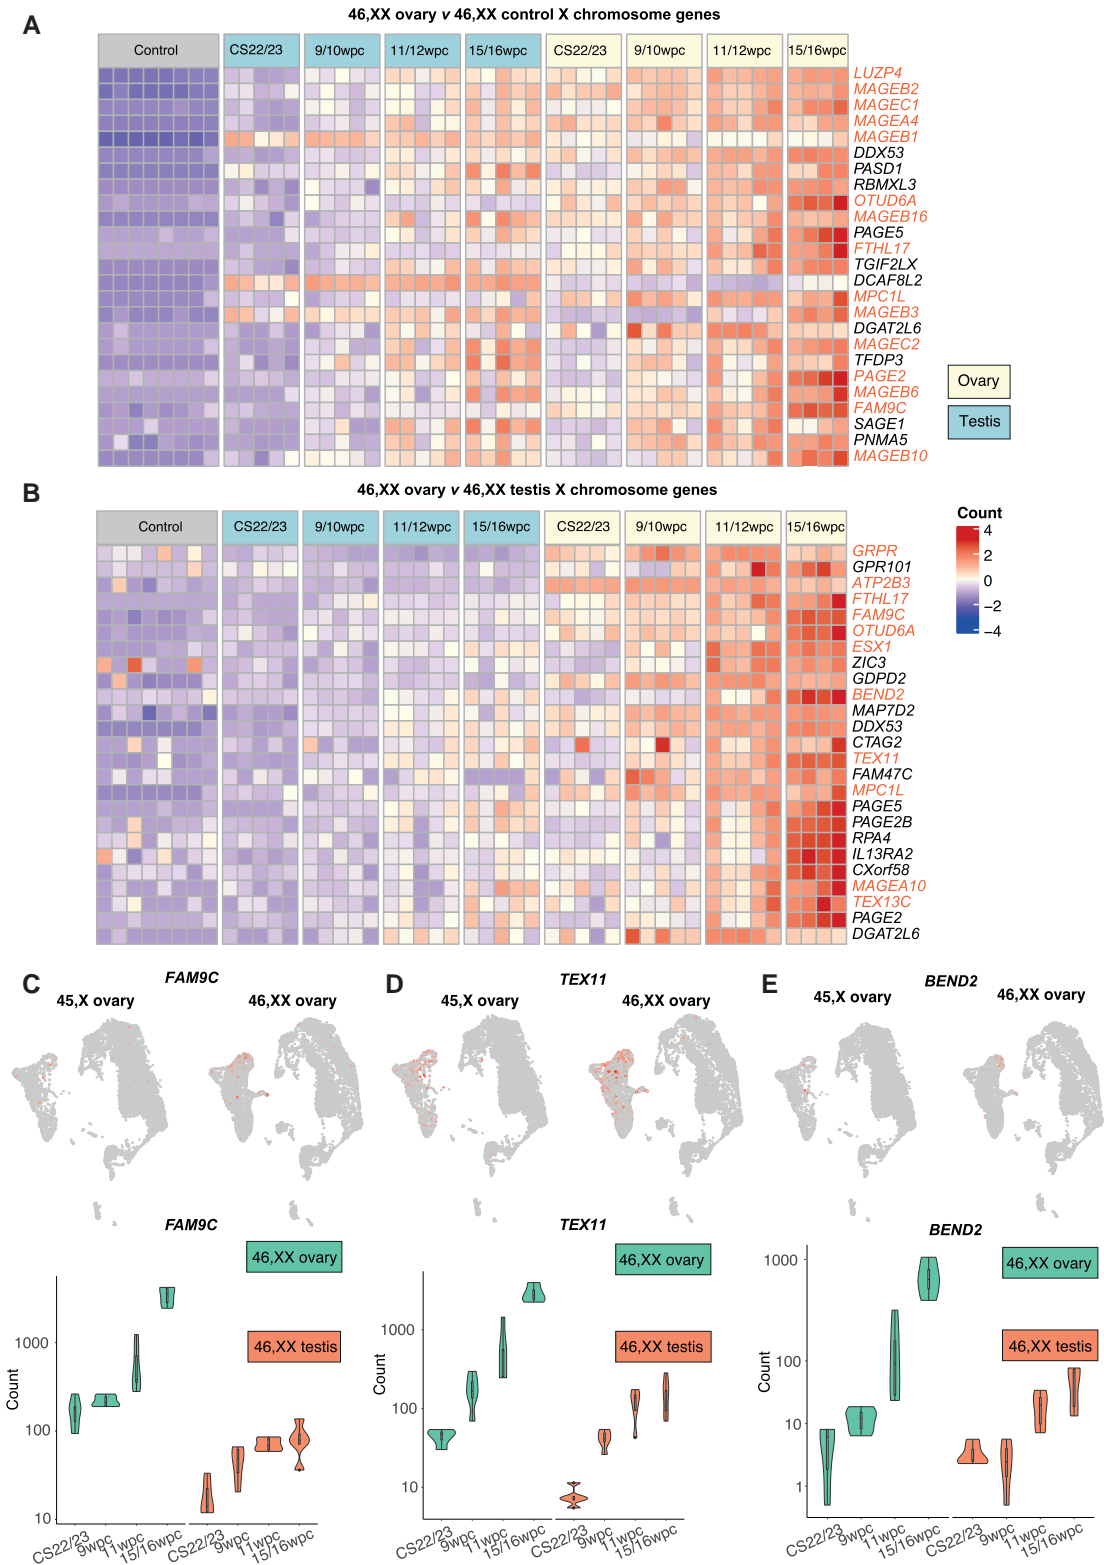 A
46,XX ovary v 46,XX control X chromosome genes
Control
CS22/23
9/10wpc
11/12wpc
15/16wpc
CS22/23
9/10wpc
11/12wpc
15/16wpc
LUZP4
MAGEB2
MAGEC1
MAGEA4
MAGEB1
DDX53
PASD1
RBMXL3
OTUD6A
MAGEB16
PAGE5
FTHL17
TGIF2LX
DCAF8L2
MPC1L
MAGEB3
DGAT2L6
MAGEC2
TFDP3
PAGE2
MAGEB6
FAM9C
SAGE1
PNMA5
MAGEB10
Ovary
Testis
B
46,XX ovary v 46,XX testis X chromosome genes
Control
CS22/23
9/10wpc
11/12wpc
15/16wpc
CS22/23
9/10wpc
11/12wpc
15/16wpc
GRPR
GPR101
ATP2B3
FTHL17
FAM9C
OTUD6A
ESX1
ZIC3
GDPD2
BEND2
MAP7D2
DDX53
CTAG2
TEX11
FAM47C
MPC1L
PAGE5
PAGE2B
RPA4
IL13RA2
CXorf58
MAGEA10
TEX13C
PAGE2
DGAT2L6
Count
4
2
0
−2
−4
C
FAM9C
45,X ovary
46,XX ovary
D
TEX11
45,X ovary
46,XX ovary
E
BEND2
45,X ovary
46,XX ovary
FAM9C
46,XX ovary
46,XX testis
Count
1000
100
10
CS22/23
9wpc
11wpc
15/16wpc
CS22/23
9wpc
11wpc
15/16wpc
TEX11
46,XX ovary
46,XX testis
Count
1000
100
10
CS22/23
9wpc
11wpc
15/16wpc
CS22/23
9wpc
11wpc
15/16wpc
BEND2
46,XX ovary
46,XX testis
Count
1000
100
10
1
CS22/23
9wpc
11wpc
15/16wpc
CS22/23
9wpc
11wpc
15/16wpc